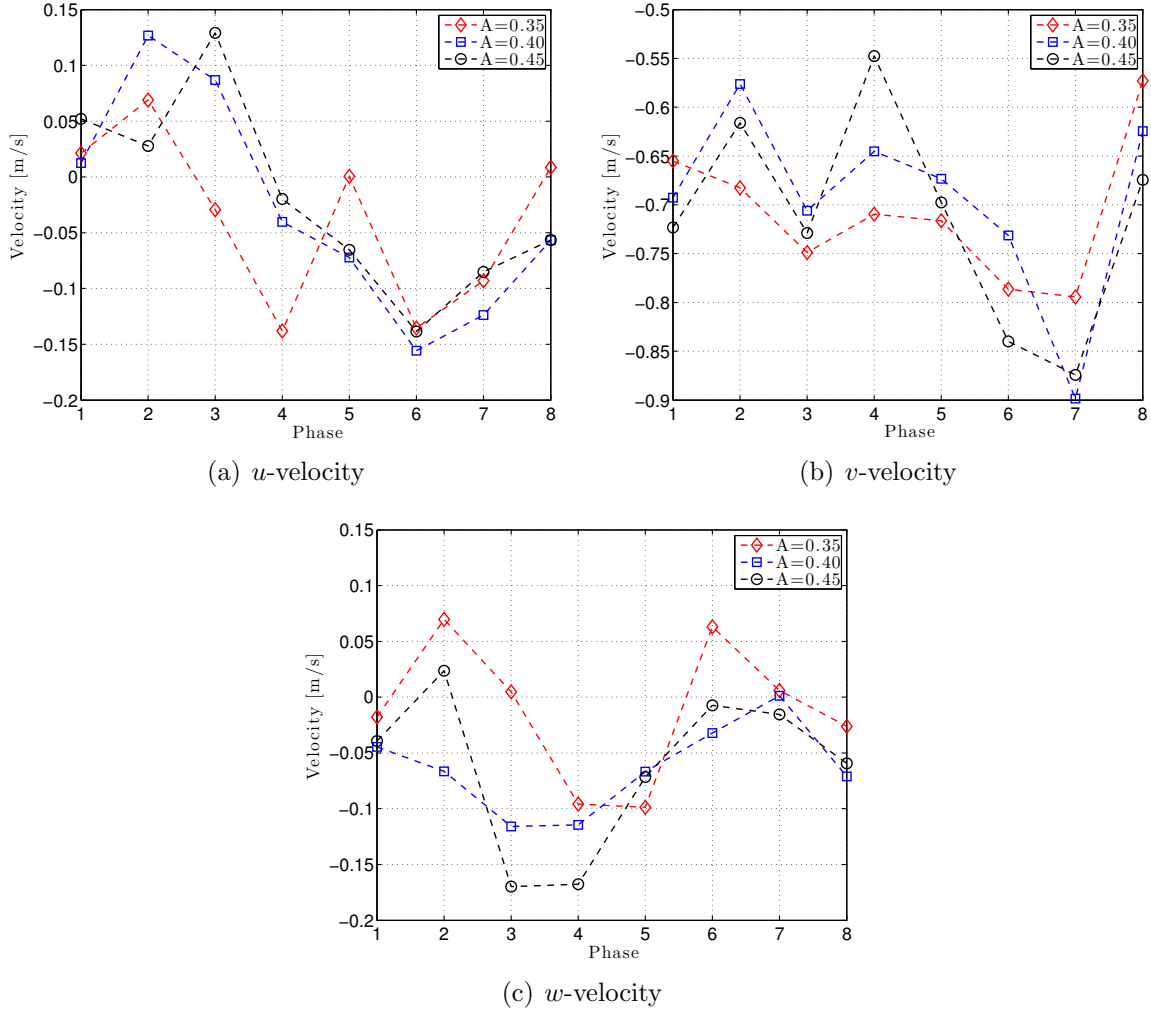 0.15
0.1
0.05
0
−0.05
−0.1
−0.15
−0.2
Velocity [m/s]
A=0.35
A=0.40
A=0.45
1 2 3 4 5 6 7 8
Phase
(a) u-velocity
−0.5
−0.55
−0.6
−0.65
−0.7
−0.75
−0.8
−0.85
−0.9
Velocity [m/s]
A=0.35
A=0.40
A=0.45
1 2 3 4 5 6 7 8
Phase
(b) v-velocity
0.15
0.1
0.05
0
−0.05
−0.1
−0.15
−0.2
Velocity [m/s]
A=0.35
A=0.40
A=0.45
1 2 3 4 5 6 7 8
Phase
(c) w-velocity